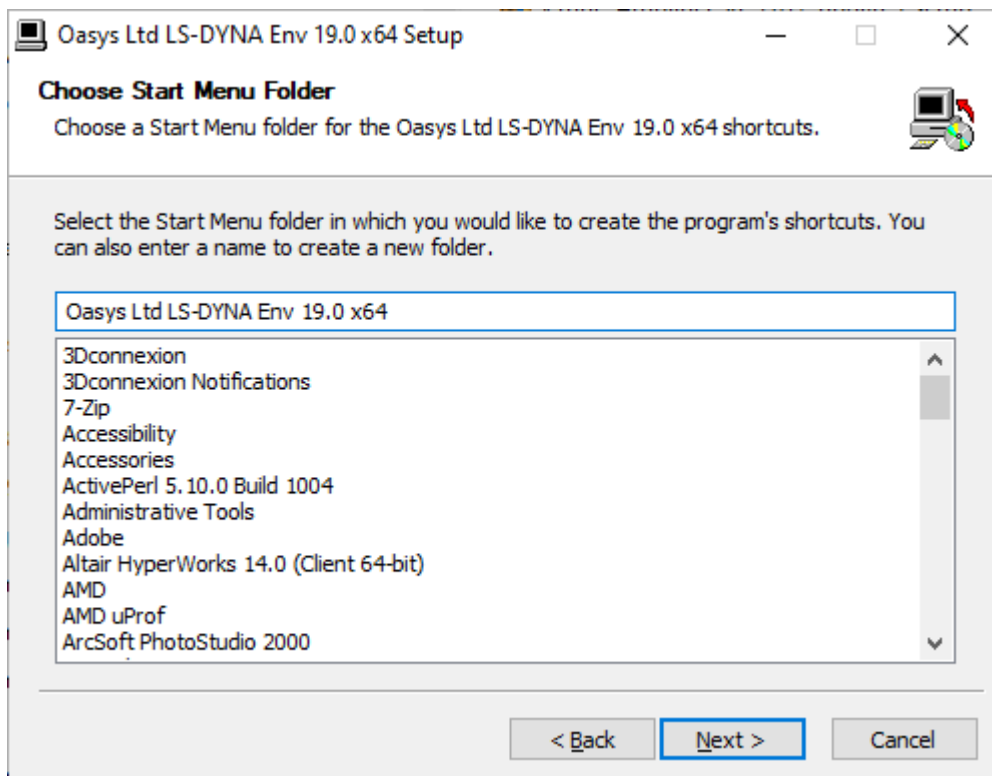 Oasys Ltd LS-DYNA Env 19.0 x64 Setup
Choose Start Menu Folder
Choose a Start Menu folder for the Oasys Ltd LS-DYNA Env 19.0 x64 shortcuts.
Select the Start Menu folder in which you would like to create the program's shortcuts. You
can also enter a name to create a new folder.
Oasys Ltd LS-DYNA Env 19.0 x64
3Dconnexion
3Dconnexion Notifications
7-Zip
Accessibility
Accessories
ActivePerl 5.10.0 Build 1004
Administrative Tools
Adobe
Altair HyperWorks 14.0 (Client 64-bit)
AMD
AMD uProf
ArcSoft PhotoStudio 2000
< Back Next > Cancel